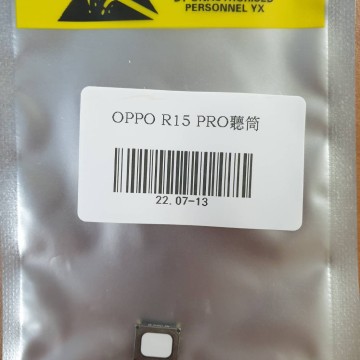 PERSONNEL YX
OPPO R15 PRO聽筒
22.07-13